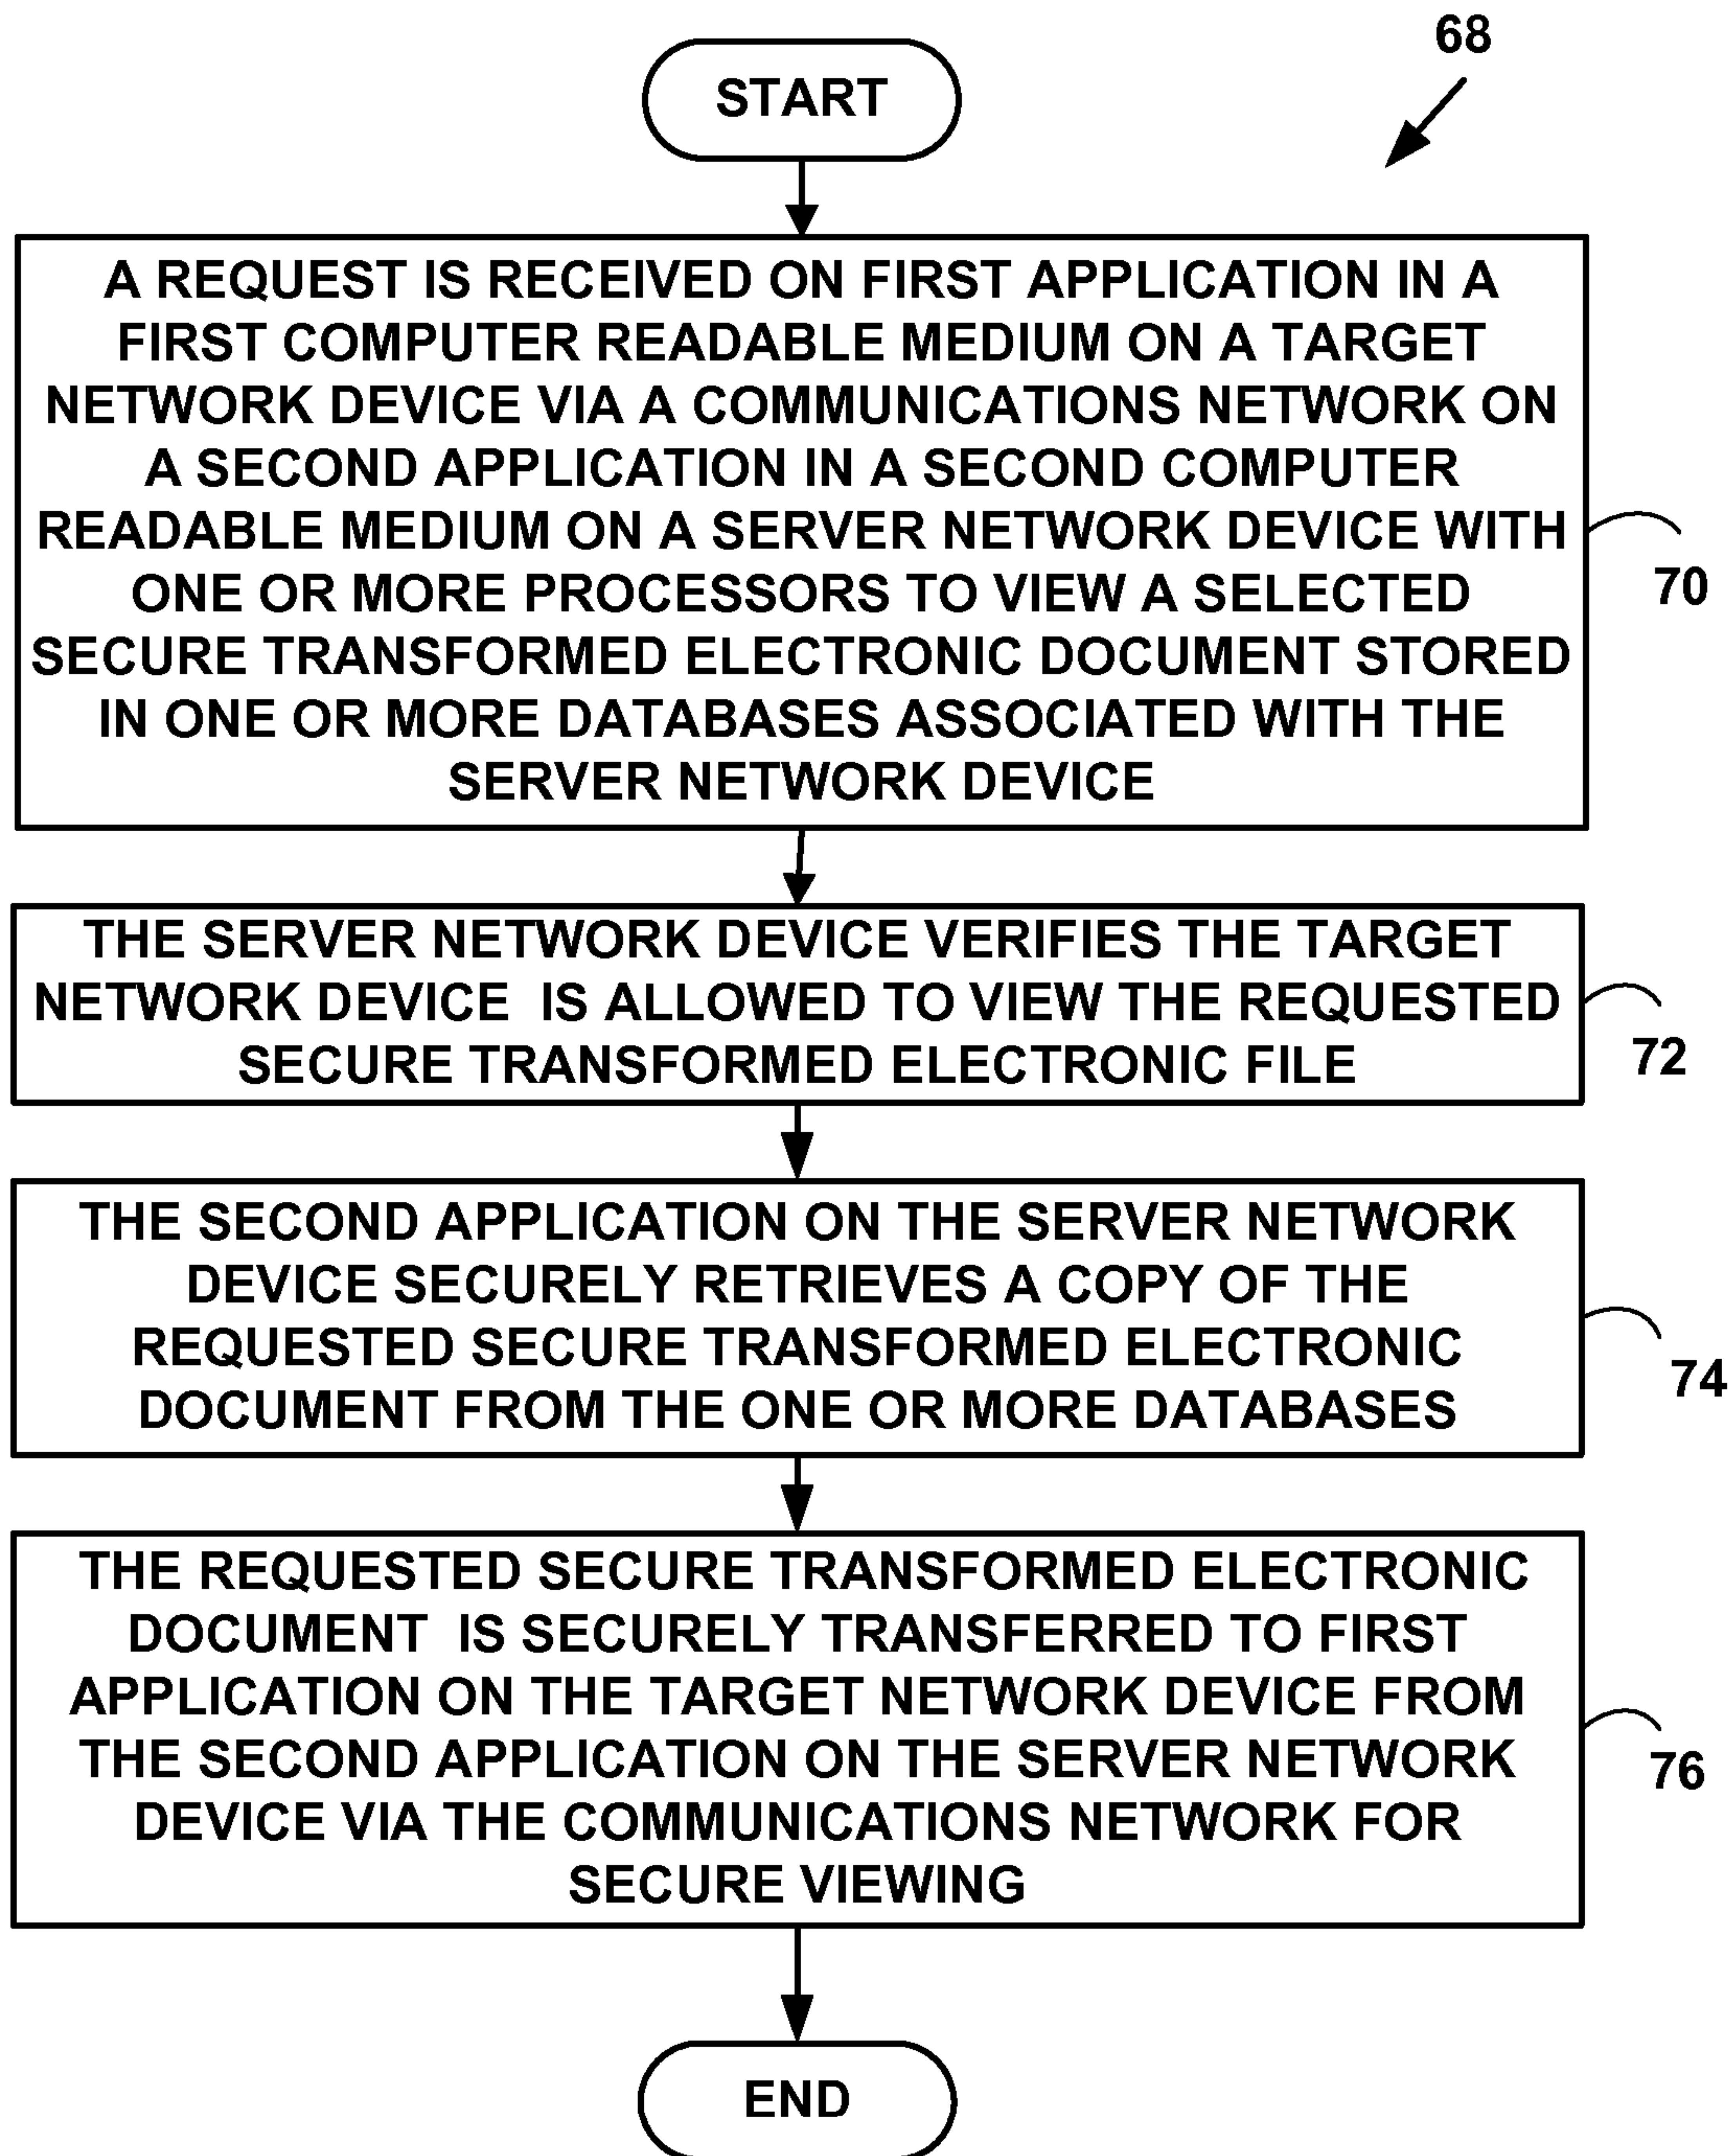 68
START
A REQUEST IS RECEIVED ON FIRST APPLICATION IN A
FIRST COMPUTER READABLE MEDIUM ON A TARGET
NETWORK DEVICE VIA A COMMUNICATIONS NETWORK ON
A SECOND APPLICATION IN A SECOND COMPUTER
READABLE MEDIUM ON A SERVER NETWORK DEVICE WITH
ONE OR MORE PROCESSORS TO VIEW A SELECTED
SECURE TRANSFORMED ELECTRONIC DOCUMENT STORED
IN ONE OR MORE DATABASES ASSOCIATED WITH THE
SERVER NETWORK DEVICE
70
THE SERVER NETWORK DEVICE VERIFIES THE TARGET
NETWORK DEVICE IS ALLOWED TO VIEW THE REQUESTED
SECURE TRANSFORMED ELECTRONIC FILE
72
THE SECOND APPLICATION ON THE SERVER NETWORK
DEVICE SECURELY RETRIEVES A COPY OF THE
REQUESTED SECURE TRANSFORMED ELECTRONIC
DOCUMENT FROM THE ONE OR MORE DATABASES
74
THE REQUESTED SECURE TRANSFORMED ELECTRONIC
DOCUMENT IS SECURELY TRANSFERRED TO FIRST
APPLICATION ON THE TARGET NETWORK DEVICE FROM
THE SECOND APPLICATION ON THE SERVER NETWORK
DEVICE VIA THE COMMUNICATIONS NETWORK FOR
SECURE VIEWING
76
END